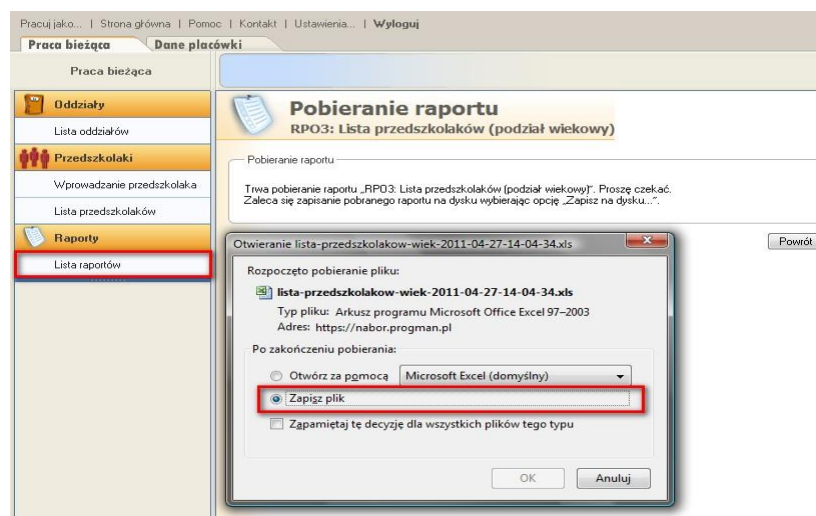 Pracuj jako... | Strona główna | Pomoc | Kontakt | Ustawienia... | Wyloguj
Praca bieżąca Dane placówki
Praca bieżąca
Oddziały
Lista oddziałów
Przedszkolaki
Wprowadzanie przedszkolaka
Lista przedszkolaków
Raporty
Lista raportów
Pobieranie raportu
RPO3: Lista przedszkolaków (podział wiekowy)
Pobieranie raportu
Trwa pobieranie raportu „RPO3: Lista przedszkolaków (podział wiekowy)”. Proszę czekać.
Zaleca się zapisanie pobranego raportu na dysku wybierając opcję „Zapisz na dysku...”.
Powrót
Otwieranie lista-przedszkolakow-wiek-2011-04-27-14-04-34.xls
Rozpoczęto pobieranie pliku:
lista-przedszkolakow-wiek-2011-04-27-14-04-34.xls
Typ pliku: Arkusz programu Microsoft Office Excel 97–2003
Adres: https://nabor.progman.pl
Po zakończeniu pobierania:
Otwórz za pomocą Microsoft Excel (domyślny)
Zapisz plik
Zapamiętaj tę decyzję dla wszystkich plików tego typu
OK Anuluj